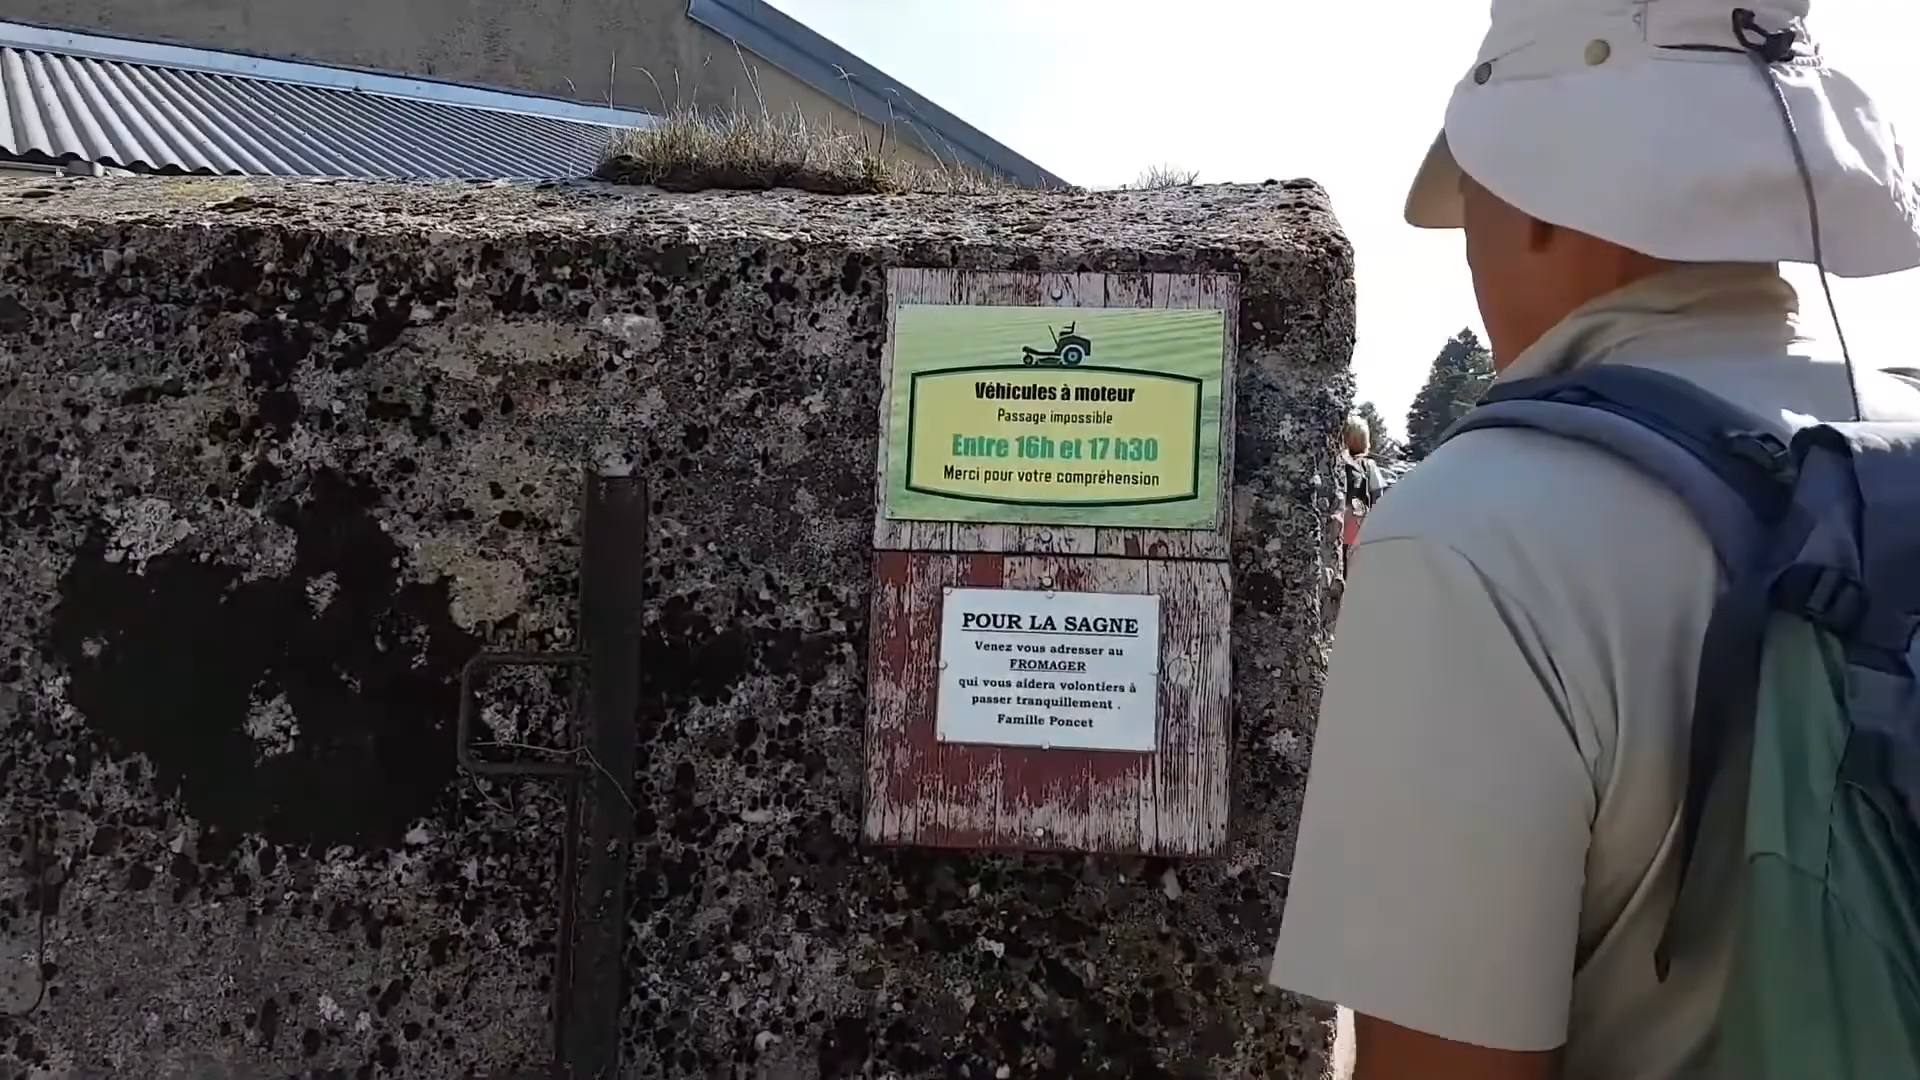 Véhicules à moteur
Passage impossible
Entre 16h et 17 h30
Merci pour votre compréhension
POUR LA SAGNE
Venez vous adresser au
FROMAGER
qui vous aidera volontiers à
passer tranquillement .
Famille Poncet